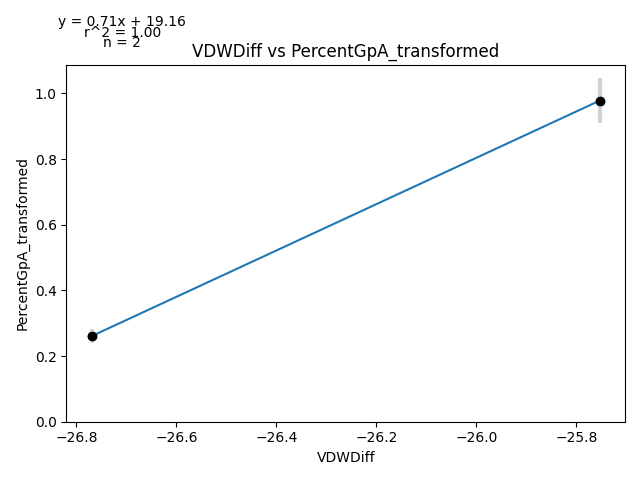 y = 0.71x + 19.16
r^2 = 1.00
n = 2
VDWDiff vs PercentGpA_transformed
PercentGpA_transformed
1.0
0.8
0.6
0.4
0.2
0.0
−26.8 −26.6 −26.4 −26.2 −26.0 −25.8
VDWDiff